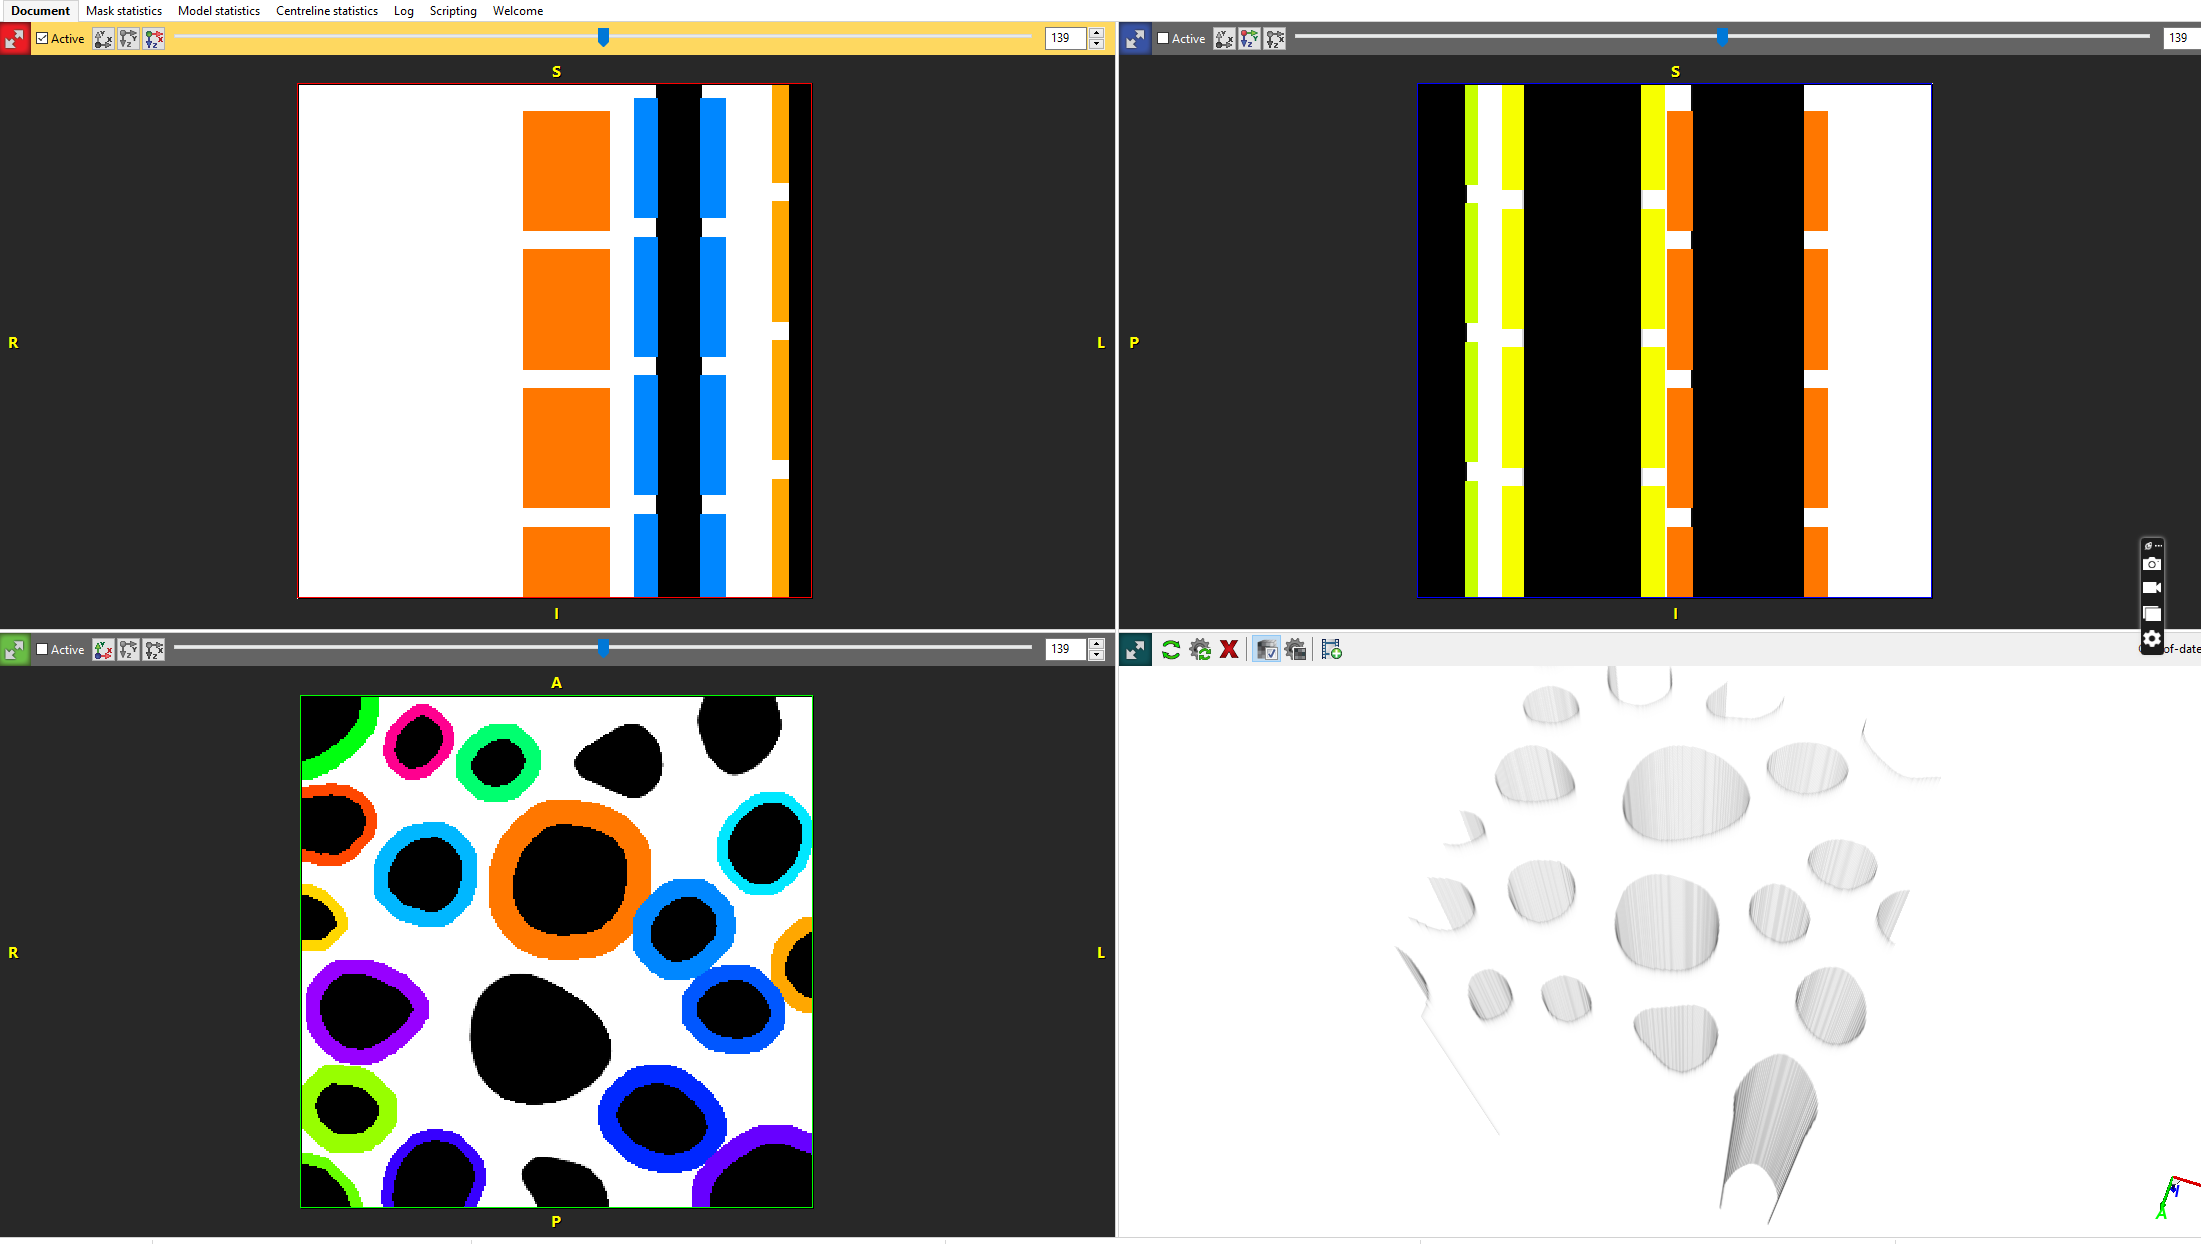 Document Mask statistics Model statistics Centreline statistics Log Scripting Welcome
Active 139
Active 139
S
S
R
L
P
I
I
Active 139
of-date
A
R
L
P
A